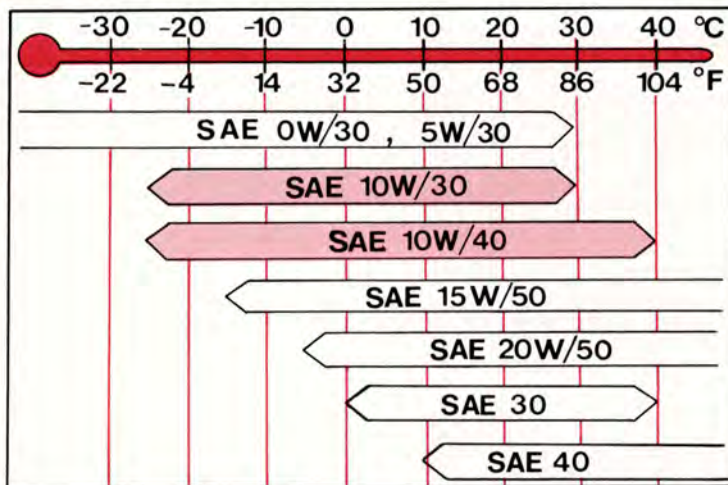 -30 -20 -10 0 10 20 30 40 °C
-22 -4 14 32 50 68 86 104 °F
SAE 0W/30 , 5W/30
SAE 10W/30
SAE 10W/40
SAE 15W/50
SAE 20W/50
SAE 30
SAE 40